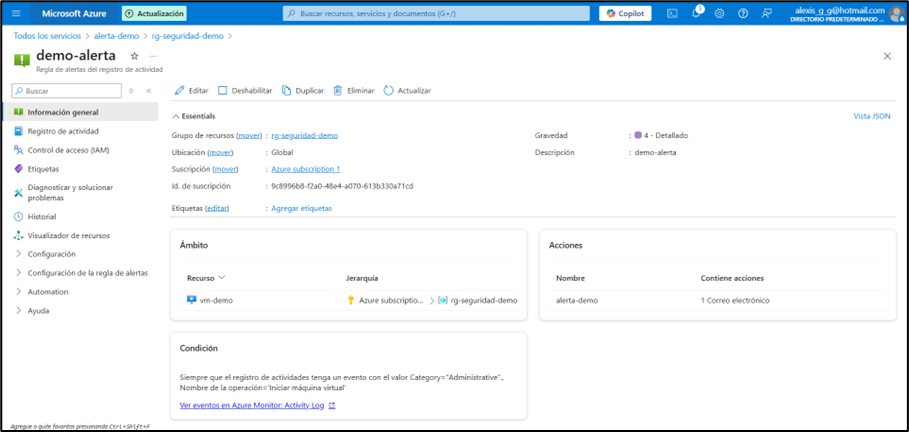 Microsoft Azure
Actualización
Buscar recursos, servicios y documentos (G+/)
Copilot
1
alexis_g_g@hotmail.com
DIRECTORIO PREDETERMINADO ...
Todos los servicios > alerta-demo > rg-seguridad-demo >
demo-alerta
Regla de alertas del registro de actividad
Buscar
Editar
Deshabilitar
Duplicar
Eliminar
Actualizar
Información general
Registro de actividad
Control de acceso (IAM)
Etiquetas
Diagnosticar y solucionar
problemas
Historial
Visualizador de recursos
Configuración
Configuración de la regla de alertas
Automation
Ayuda
Essentials
Vista JSON
Grupo de recursos (mover) : rg-seguridad-demo
Ubicación (mover) : Global
Suscripción (mover) : Azure subscription 1
Id. de suscripción : 9c8996b8-f2a0-48e4-a070-613b330a71cd
Etiquetas (editar) : Agregar etiquetas
Gravedad : 4 - Detallado
Descripción : demo-alerta
Ámbito
Recurso Jerarquía
vm-demo Azure subscriptio... > rg-seguridad-demo
Acciones
Nombre Contiene acciones
alerta-demo 1 Correo electrónico
Condición
Siempre que el registro de actividades tenga un evento con el valor Category="Administrative".,
Nombre de la operación='Iniciar máquina virtual'
Ver eventos en Azure Monitor: Activity Log
Agregue o quite favoritos presionando Ctrl+Shift+F